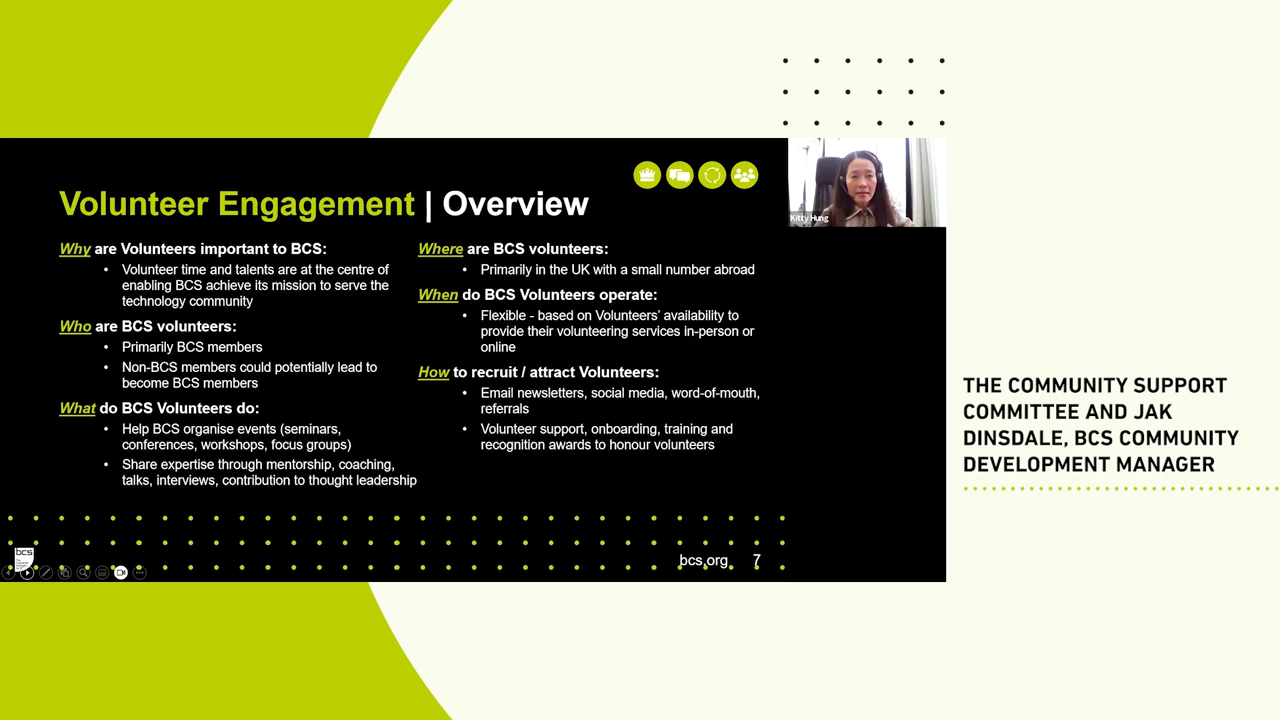 Volunteer Engagement | Overview
Why are Volunteers important to BCS:
• Volunteer time and talents are at the centre of
enabling BCS achieve its mission to serve the
technology community
Who are BCS volunteers:
• Primarily BCS members
• Non-BCS members could potentially lead to
become BCS members
What do BCS Volunteers do:
• Help BCS organise events (seminars,
conferences, workshops, focus groups)
• Share expertise through mentorship, coaching,
talks, interviews, contribution to thought leadership
Where are BCS volunteers:
• Primarily in the UK with a small number abroad
When do BCS Volunteers operate:
• Flexible - based on Volunteers’ availability to
provide their volunteering services in-person or
online
How to recruit / attract Volunteers:
• Email newsletters, social media, word-of-mouth,
referrals
• Volunteer support, onboarding, training and
recognition awards to honour volunteers
bcs
bcs.org 7
Kitty Hung
THE COMMUNITY SUPPORT
COMMITTEE AND JAK
DINSDALE, BCS COMMUNITY
DEVELOPMENT MANAGER